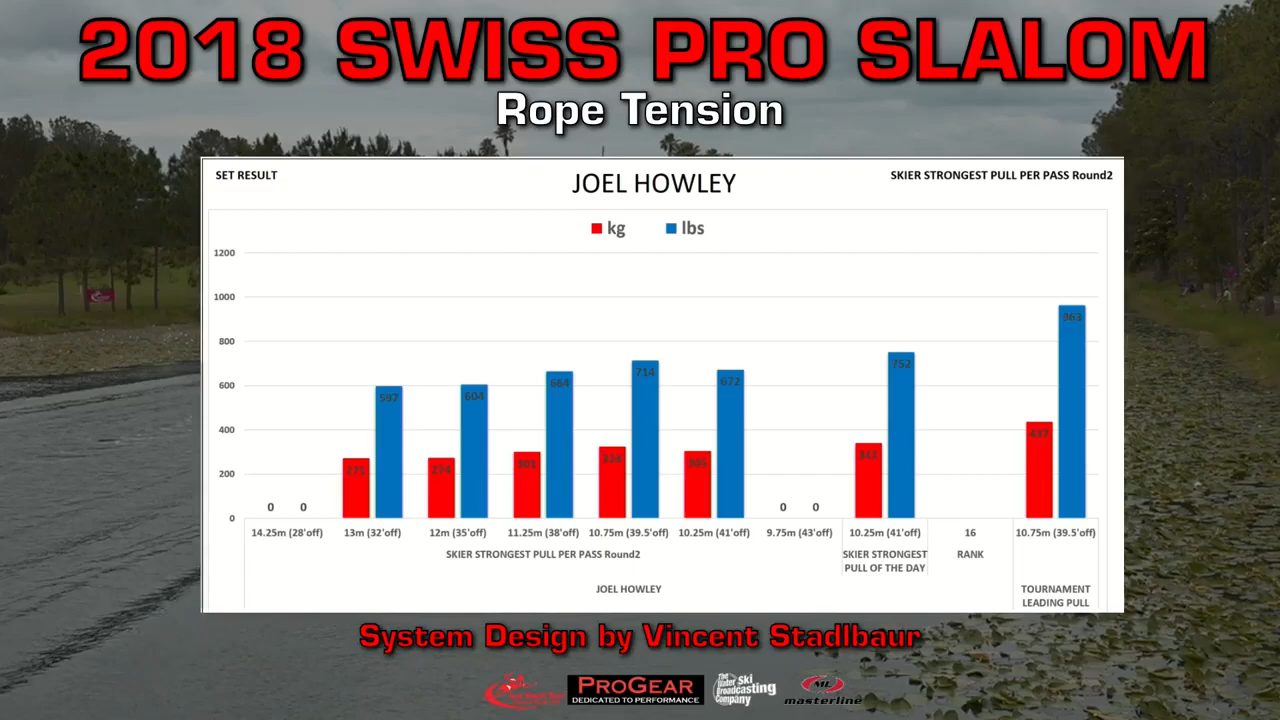 2018 SWISS PRO SLALOM
Rope Tension
SET RESULT
JOEL HOWLEY
SKIER STRONGEST PULL PER PASS Round2
kg
lbs
1200
1000
800
600
400
200
0
0 0
271 597
274 604
301 664
324 714
305 672
0 0
341 752
437 963
14.25m (28'off)
13m (32'off)
12m (35'off)
11.25m (38'off)
10.75m (39.5'off)
10.25m (41'off)
9.75m (43'off)
10.25m (41'off)
16
10.75m (39.5'off)
SKIER STRONGEST PULL PER PASS Round2
SKIER STRONGEST
PULL OF THE DAY
RANK
JOEL HOWLEY
TOURNAMENT
LEADING PULL
System Design by Vincent Stadlbaur
PROGEAR
DEDICATED TO PERFORMANCE
The
Water Ski
Broadcasting
Company
ML
masterline